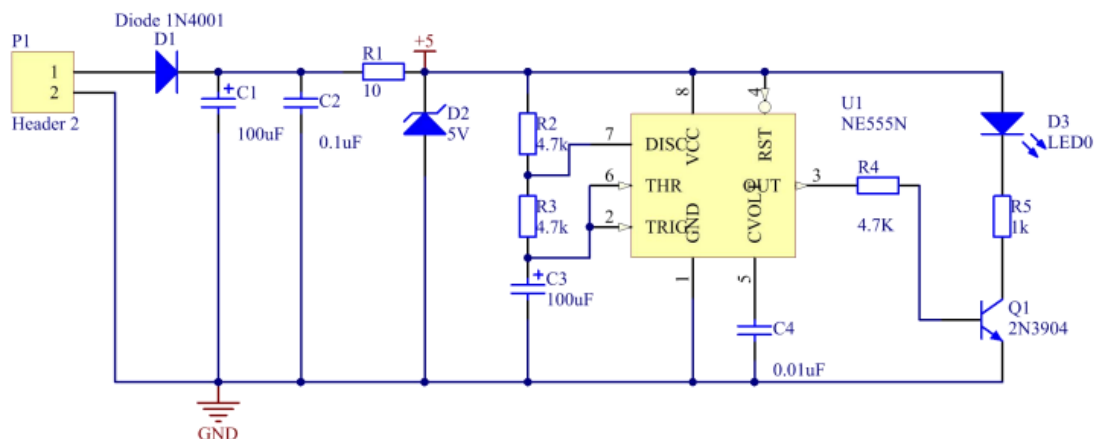 Diode 1N4001
D1
P1
1
2
Header 2
C1
100uF
C2
0.1uF
R1
10
+5
D2
5V
R2
4.7k
R3
4.7k
C3
100uF
7
DISC
6
THR
2
TRIG
8
VCC
4
RST
GND
1
CVOLT
5
OUT
3
U1
NE555N
R4
4.7K
C4
0.01uF
D3
LED0
R5
1k
Q1
2N3904
GND